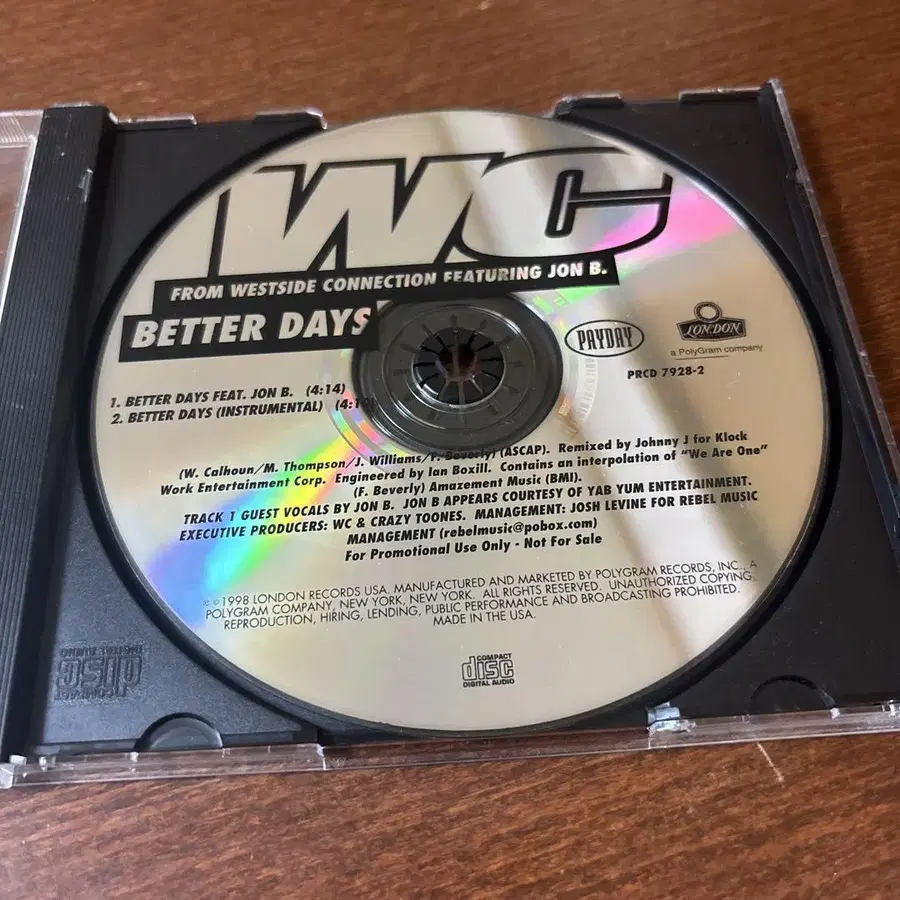 WC
FROM WESTSIDE CONNECTION FEATURING JON B.
BETTER DAYS
PAYDAY
LONDON
a PolyGram company
PRCD 7928-2
1. BETTER DAYS FEAT. JON B. (4:14)
2. BETTER DAYS (INSTRUMENTAL)
(W. Calhoun/M. Thompson/J. Williams/F. Beverly) (ASCAP). Remixed by Johnny J for Klock
Work Entertainment Corp. Engineered by Ian Boxill. Contains an interpolation of "We Are One"
(F. Beverly) Amazement Music (BMI).
TRACK 1 GUEST VOCALS BY JON B. JON B APPEARS COURTESY OF YAB YUM ENTERTAINMENT.
EXECUTIVE PRODUCERS: WC & CRAZY TOONES. MANAGEMENT: JOSH LEVINE FOR REBEL MUSIC
MANAGEMENT (rebelmusic@pobox.com)
For Promotional Use Only - Not For Sale
℗ © 1998 LONDON RECORDS USA. MANUFACTURED AND MARKETED BY POLYGRAM RECORDS, INC., A
POLYGRAM COMPANY, NEW YORK, NEW YORK. ALL RIGHTS RESERVED. UNAUTHORIZED COPYING,
REPRODUCTION, HIRING, LENDING, PUBLIC PERFORMANCE AND BROADCASTING PROHIBITED.
MADE IN THE USA.
COMPACT
disc
DIGITAL AUDIO
COMPACT
disc
DIGITAL AUDIO